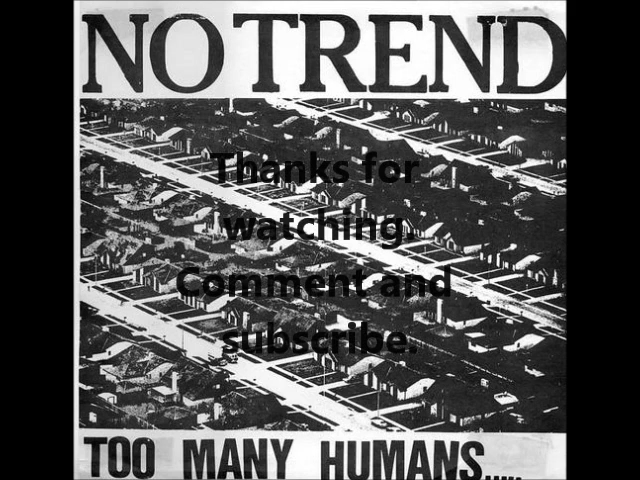 NO TREND
Thanks for
watching.
Comment and
subscribe.
TOO MANY HUMANS.....